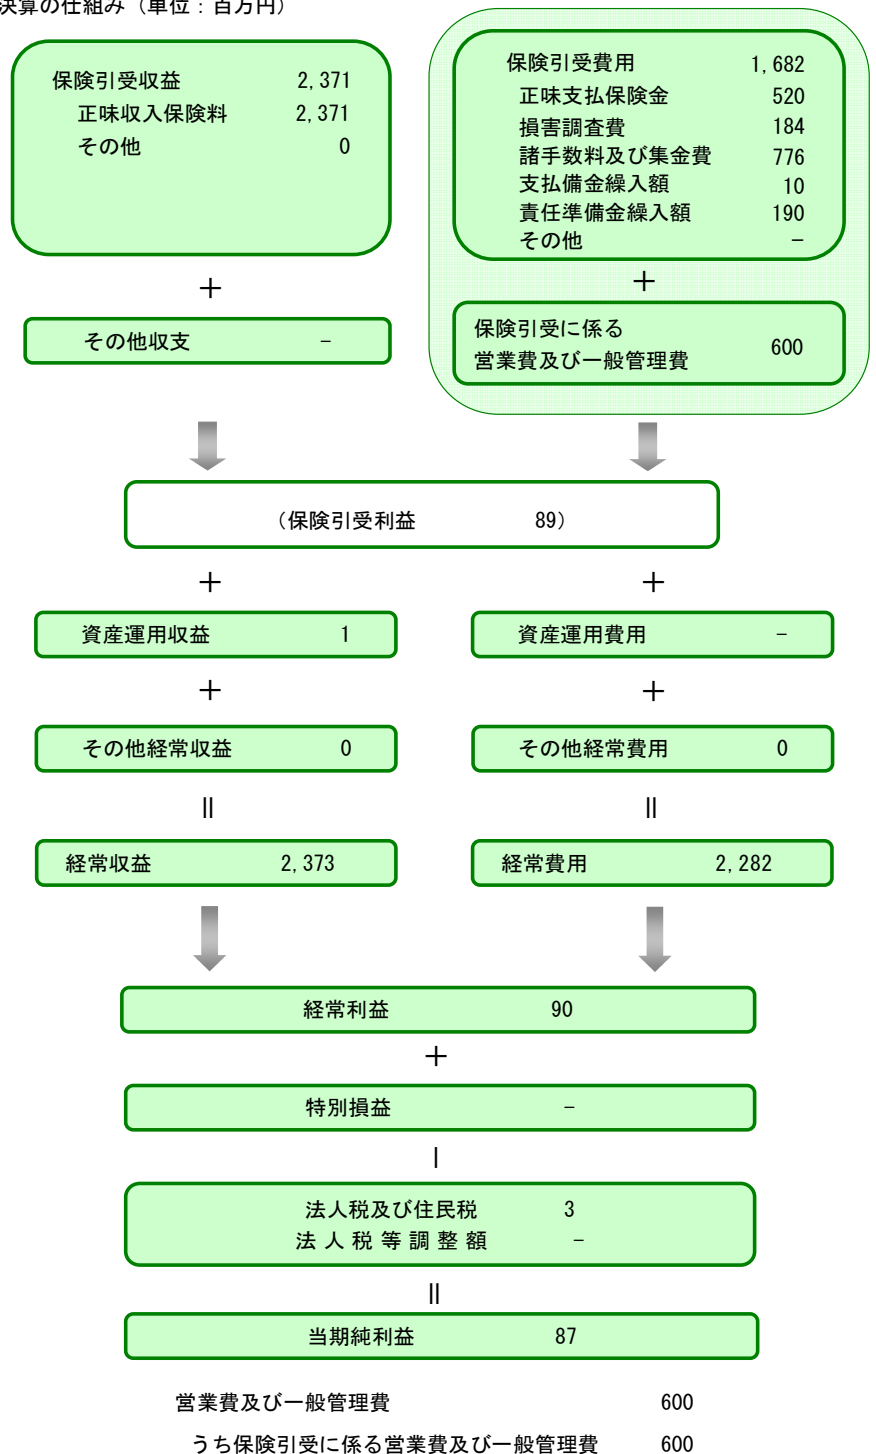 決算の仕組み（単位：百万円）
保険引受収益 2,371
正味収入保険料 2,371
その他 0
＋
その他収支 －
保険引受費用 1,682
正味支払保険金 520
損害調査費 184
諸手数料及び集金費 776
支払備金繰入額 10
責任準備金繰入額 190
その他 －
＋
保険引受に係る
営業費及び一般管理費 600
（保険引受利益 89）
＋ ＋
資産運用収益 1 資産運用費用 －
＋ ＋
その他経常収益 0 その他経常費用 0
＝ ＝
経常収益 2,373 経常費用 2,282
経常利益 90
＋
特別損益 －
－
法人税及び住民税 3
法人税等調整額 －
＝
当期純利益 87
営業費及び一般管理費 600
うち保険引受に係る営業費及び一般管理費 600